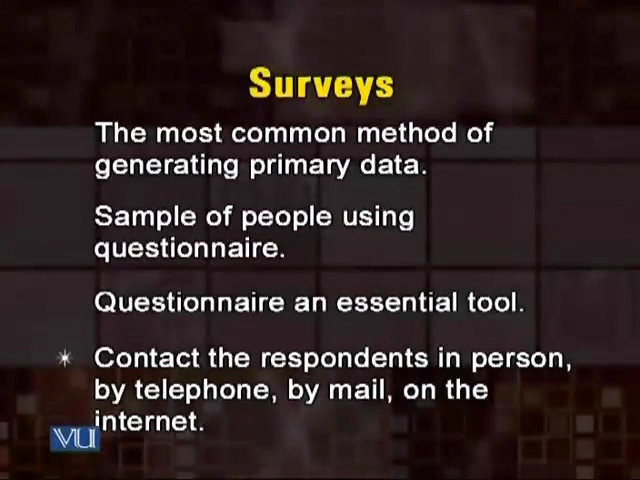 Surveys
The most common method of
generating primary data.
Sample of people using
questionnaire.
Questionnaire an essential tool.
Contact the respondents in person,
by telephone, by mail, on the
internet.
VU